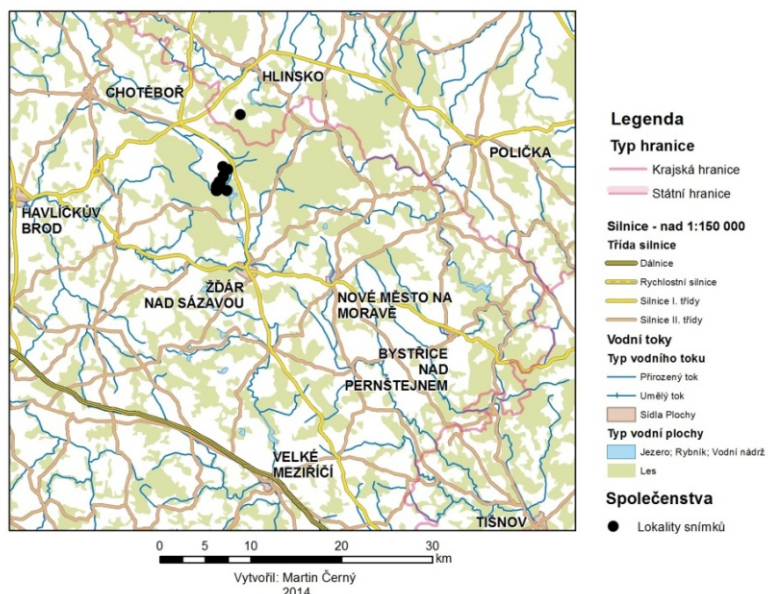 HLINSKO
CHOTĚBOŘ
POLIČKA
HAVLÍČKŮV
BROD
ŽĎÁR
NAD SÁZAVOU
NOVÉ MĚSTO NA
MORAVĚ
BYSTŘICE
NAD
PERNŠTEJNEM
VELKÉ
MEZIŘÍČÍ
TIŠNOV
0 5 10 20 30
km
Vytvořil: Martin Černý
2014
Legenda
Typ hranice
Krajská hranice
Státní hranice
Silnice - nad 1:150 000
Třída silnice
Dálnice
Rychlostní silnice
Silnice I. třídy
Silnice II. třídy
Vodní toky
Typ vodního toku
Přirozený tok
Umělý tok
Sídla Plochy
Typ vodní plochy
Jezero; Rybník; Vodní nádrž
Les
Společenstva
Lokality snímků